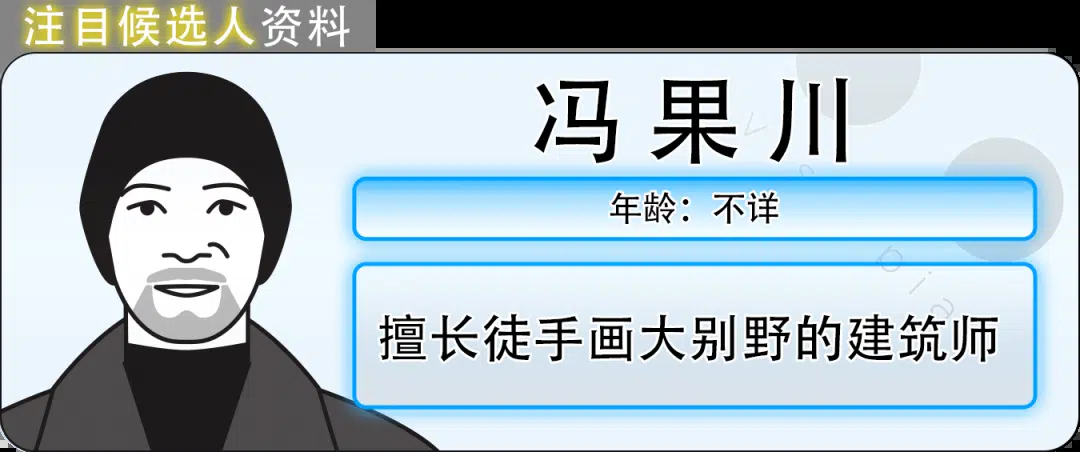 注目候选人资料
冯果川
年龄：不详
擅长徒手画大别野的建筑师